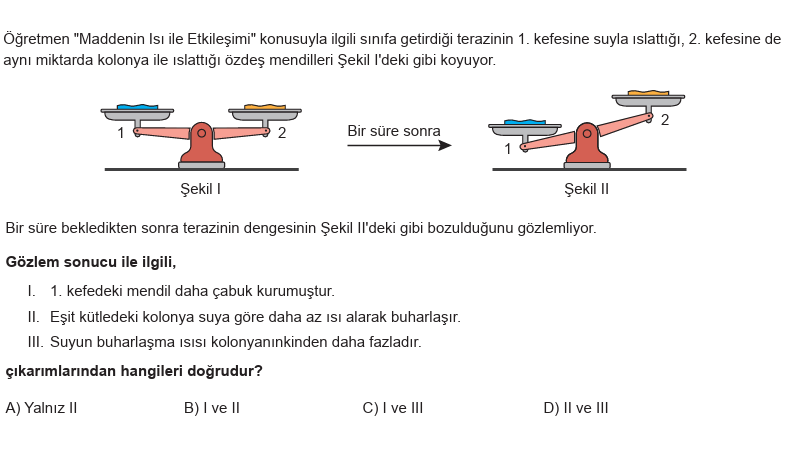 Öğretmen "Maddenin Isı ile Etkileşimi" konusuyla ilgili sınıfa getirdiği terazinin 1. kefesine suyla ıslattığı, 2. kefesine de
aynı miktarda kolonya ile ıslattığı özdeş mendilleri Şekil I'deki gibi koyuyor.
1
2
Şekil I
Bir süre sonra
1
2
Şekil II
Bir süre bekledikten sonra terazinin dengesinin Şekil II'deki gibi bozulduğunu gözlemliyor.
Gözlem sonucu ile ilgili,
I. 1. kefedeki mendil daha çabuk kurumuştur.
II. Eşit kütledeki kolonya suya göre daha az ısı alarak buharlaşır.
III. Suyun buharlaşma ısısı kolonyanınkinden daha fazladır.
çıkarımlarından hangileri doğrudur?
A) Yalnız II B) I ve II C) I ve III D) II ve III